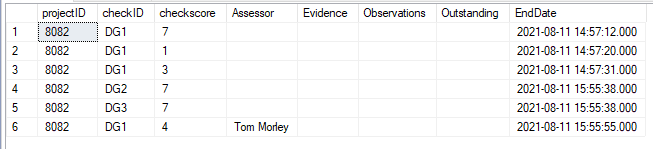 projectID checkID checkscore Assessor Evidence Observations Outstanding EndDate
1 8082 DG1 7 2021-08-11 14:57:12.000
2 8082 DG1 1 2021-08-11 14:57:20.000
3 8082 DG1 3 2021-08-11 14:57:31.000
4 8082 DG2 7 2021-08-11 15:55:38.000
5 8082 DG3 7 2021-08-11 15:55:38.000
6 8082 DG1 4 Tom Morley 2021-08-11 15:55:55.000